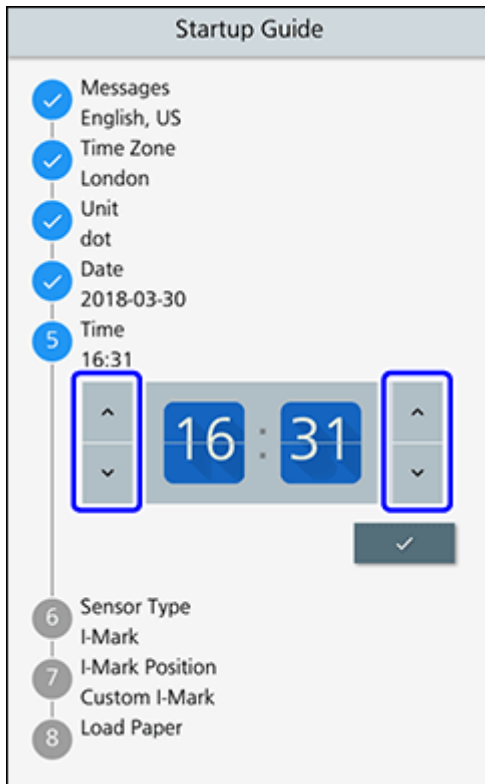 Startup Guide
Messages
English, US
Time Zone
London
Unit
dot
Date
2018-03-30
5 Time
16:31
16 : 31
6 Sensor Type
I-Mark
7 I-Mark Position
Custom I-Mark
8 Load Paper